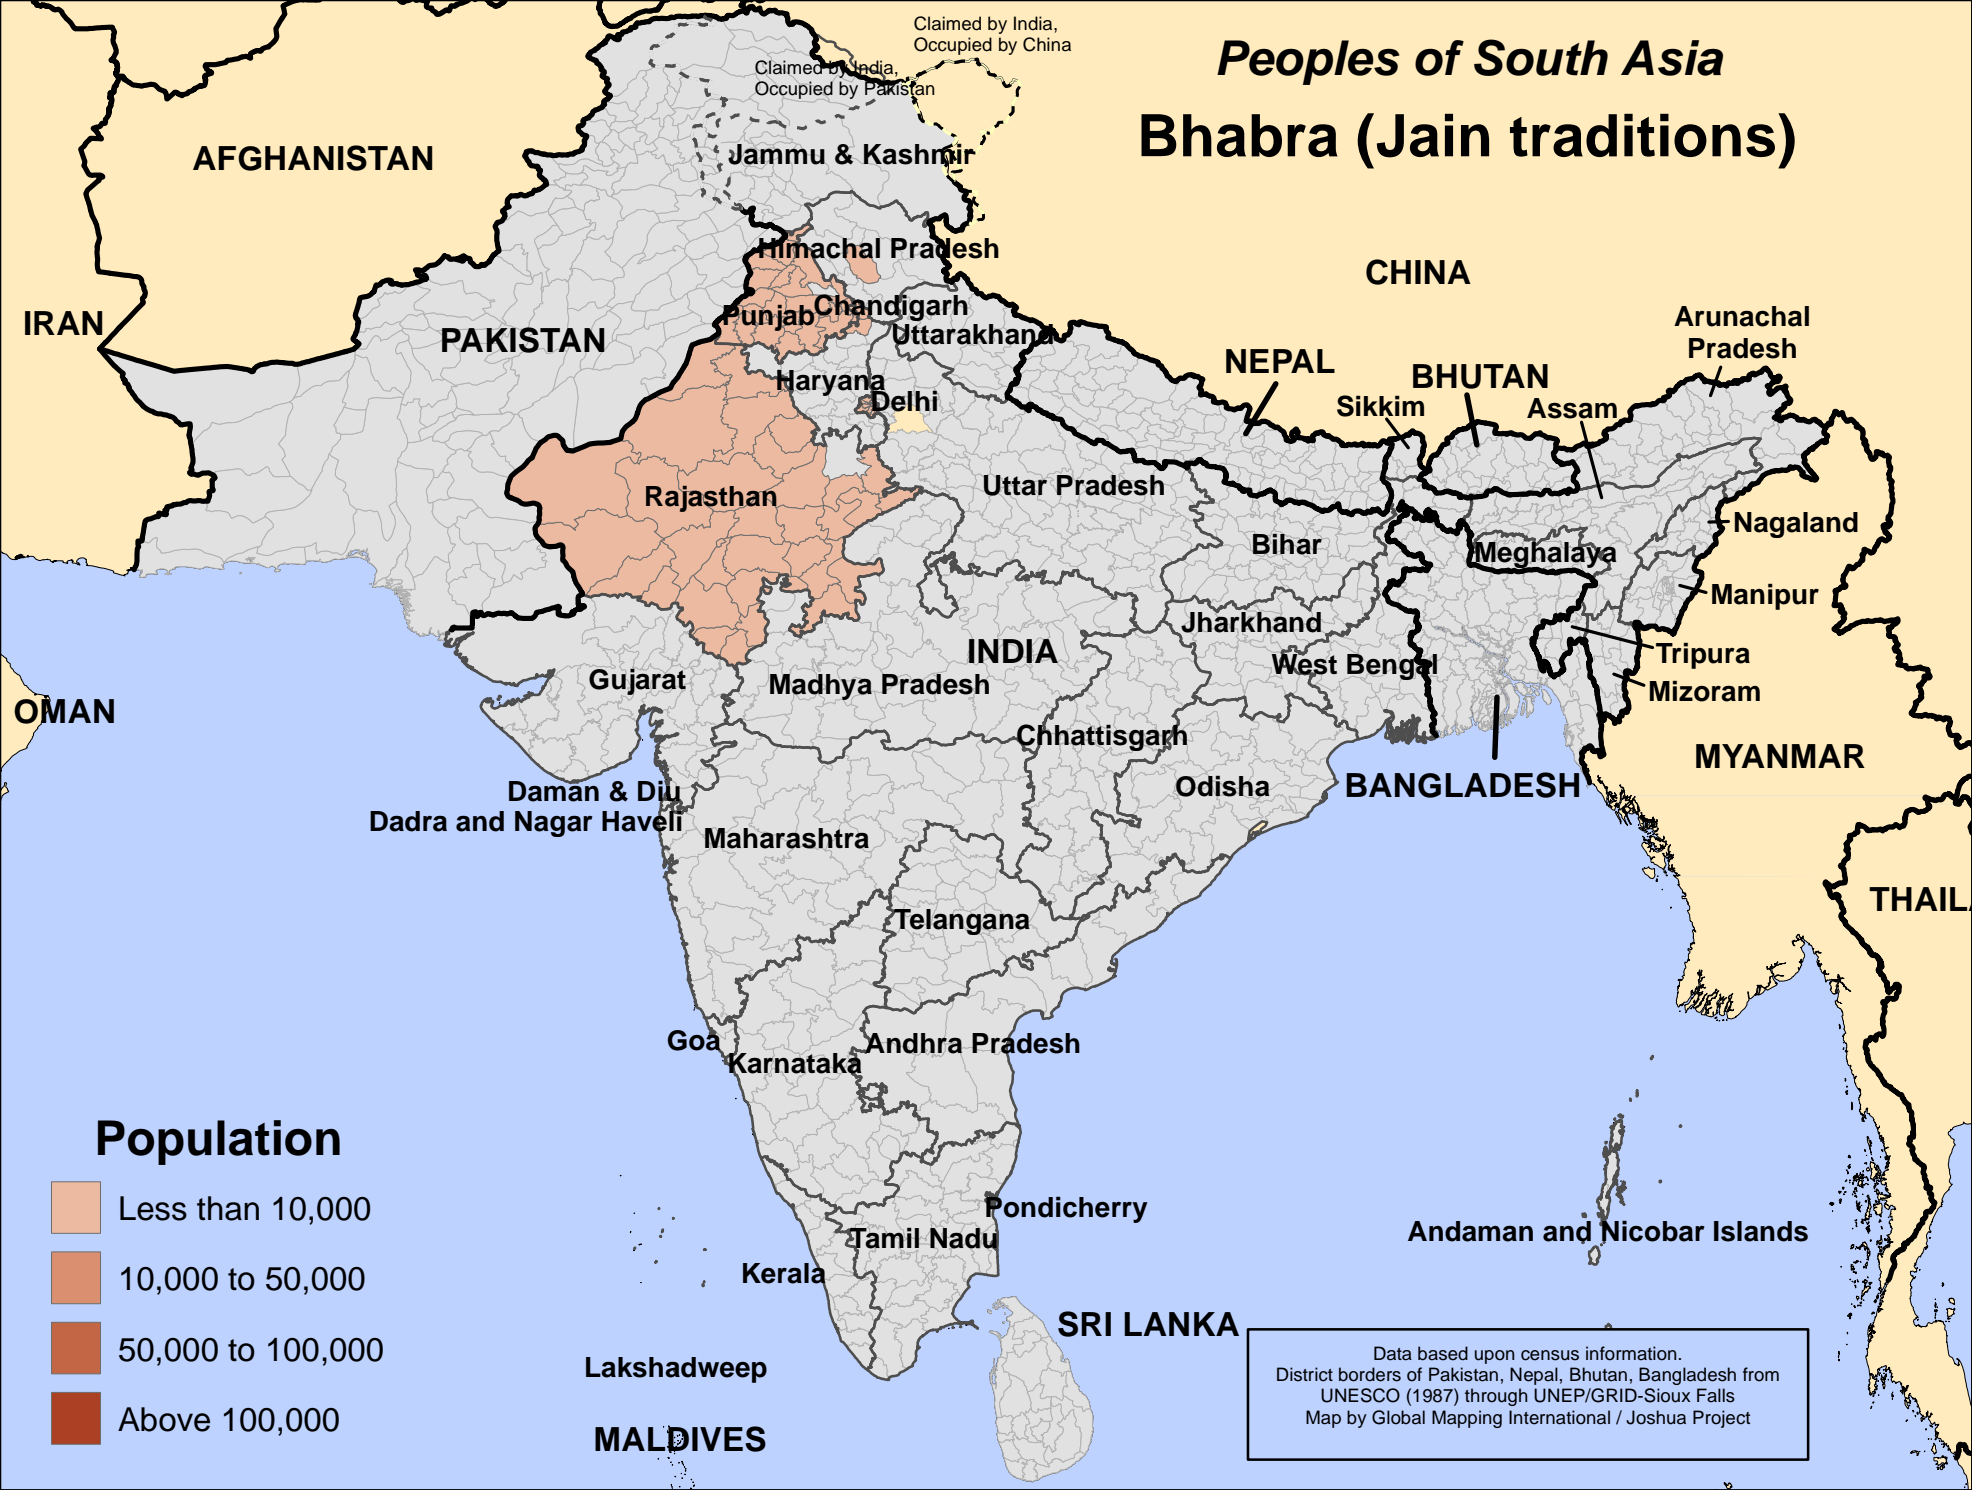 Claimed by India,
Occupied by China
Peoples of South Asia
Bhabra (Jain traditions)
Claimed by India,
Occupied by Pakistan
AFGHANISTAN
Jammu & Kashmir
Himachal Pradesh
CHINA
IRAN
PAKISTAN
Punjab
Chandigarh
Uttarakhand
Arunachal
Pradesh
NEPAL
BHUTAN
Haryana
Delhi
Sikkim
Assam
Rajasthan
Uttar Pradesh
Nagaland
Bihar
Meghalaya
Manipur
Jharkhand
INDIA
West Bengal
Tripura
Mizoram
Gujarat
Madhya Pradesh
OMAN
Chhattisgarh
MYANMAR
Odisha
BANGLADESH
Daman & Diu
Dadra and Nagar Haveli
Maharashtra
THAIL
Telangana
Goa
Karnataka
Andhra Pradesh
Population
Less than 10,000
10,000 to 50,000
50,000 to 100,000
Above 100,000
Pondicherry
Tamil Nadu
Kerala
Andaman and Nicobar Islands
SRI LANKA
Lakshadweep
MALDIVES
Data based upon census information.
District borders of Pakistan, Nepal, Bhutan, Bangladesh from
UNESCO (1987) through UNEP/GRID-Sioux Falls
Map by Global Mapping International / Joshua Project